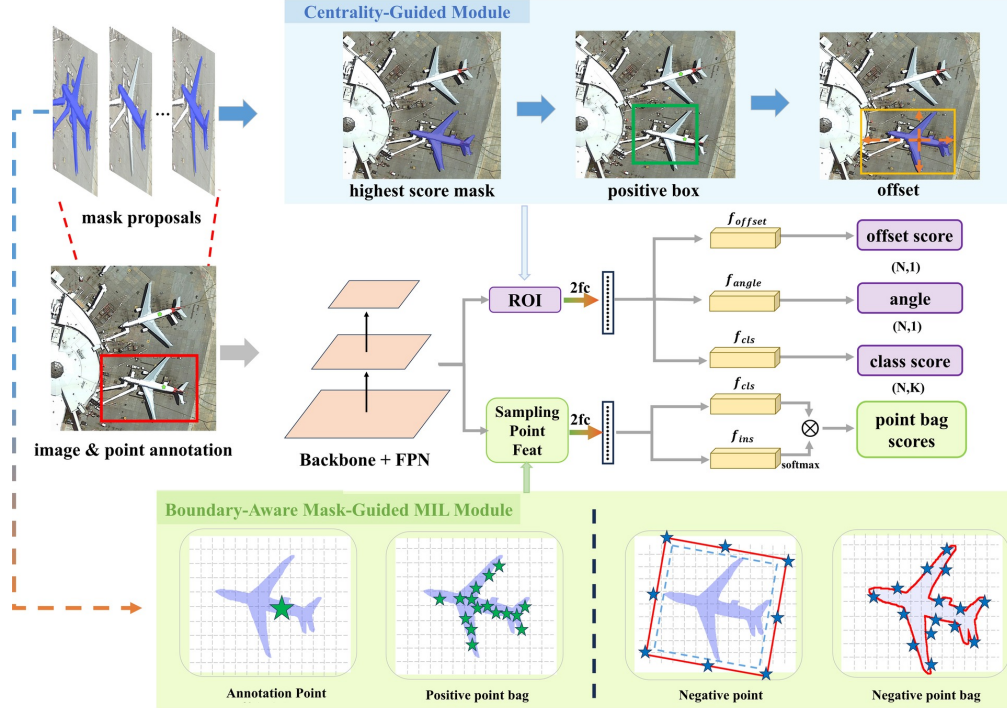 Centrality-Guided Module
...
mask proposals
highest score mask
positive box
offset
image & point annotation
Backbone + FPN
ROI
2fc
f_offset
offset score
(N,1)
f_angle
angle
(N,1)
f_cls
class score
(N,K)
Sampling
Point
Feat
2fc
f_cls
f_ins
softmax
point bag
scores
Boundary-Aware Mask-Guided MIL Module
Annotation Point
Positive point bag
Negative point
Negative point bag